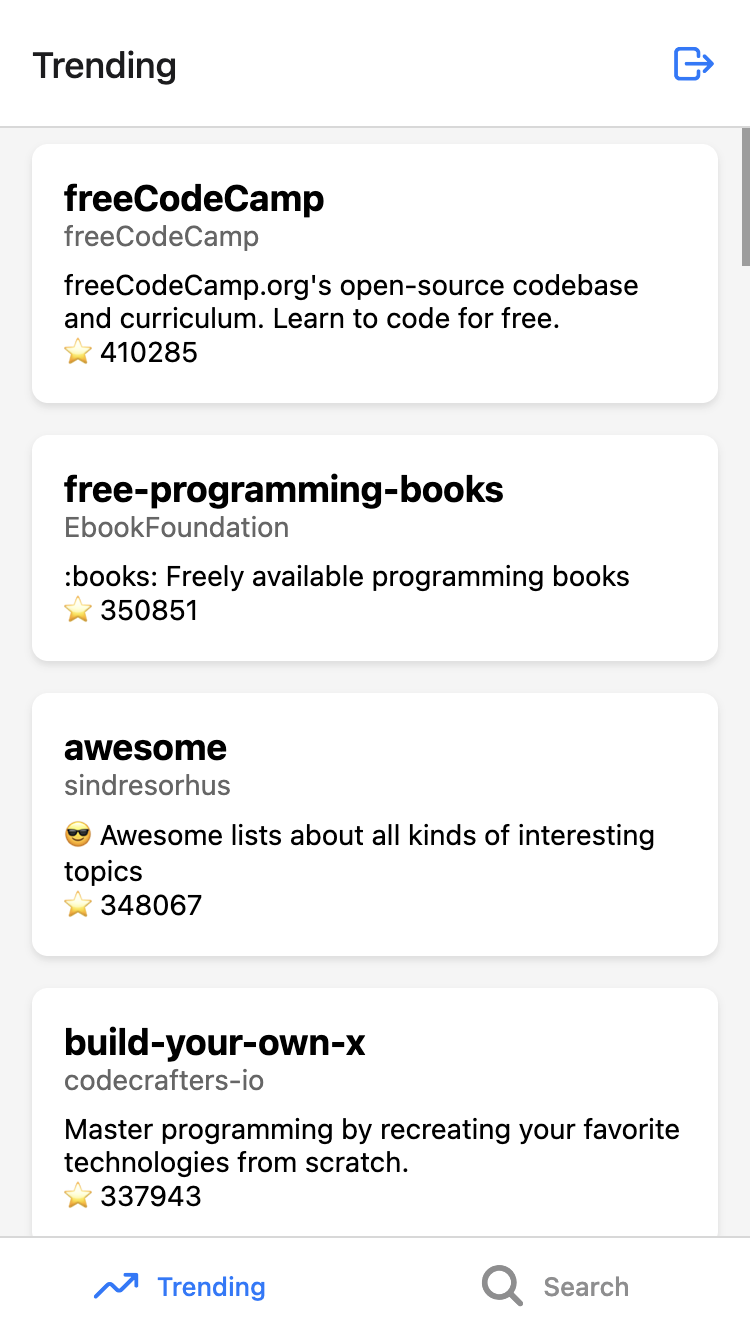 Trending
freeCodeCamp
freeCodeCamp
freeCodeCamp.org's open-source codebase
and curriculum. Learn to code for free.
⭐ 410285
free-programming-books
EbookFoundation
:books: Freely available programming books
⭐ 350851
awesome
sindresorhus
😎 Awesome lists about all kinds of interesting
topics
⭐ 348067
build-your-own-x
codecrafters-io
Master programming by recreating your favorite
technologies from scratch.
⭐ 337943
Trending
Search